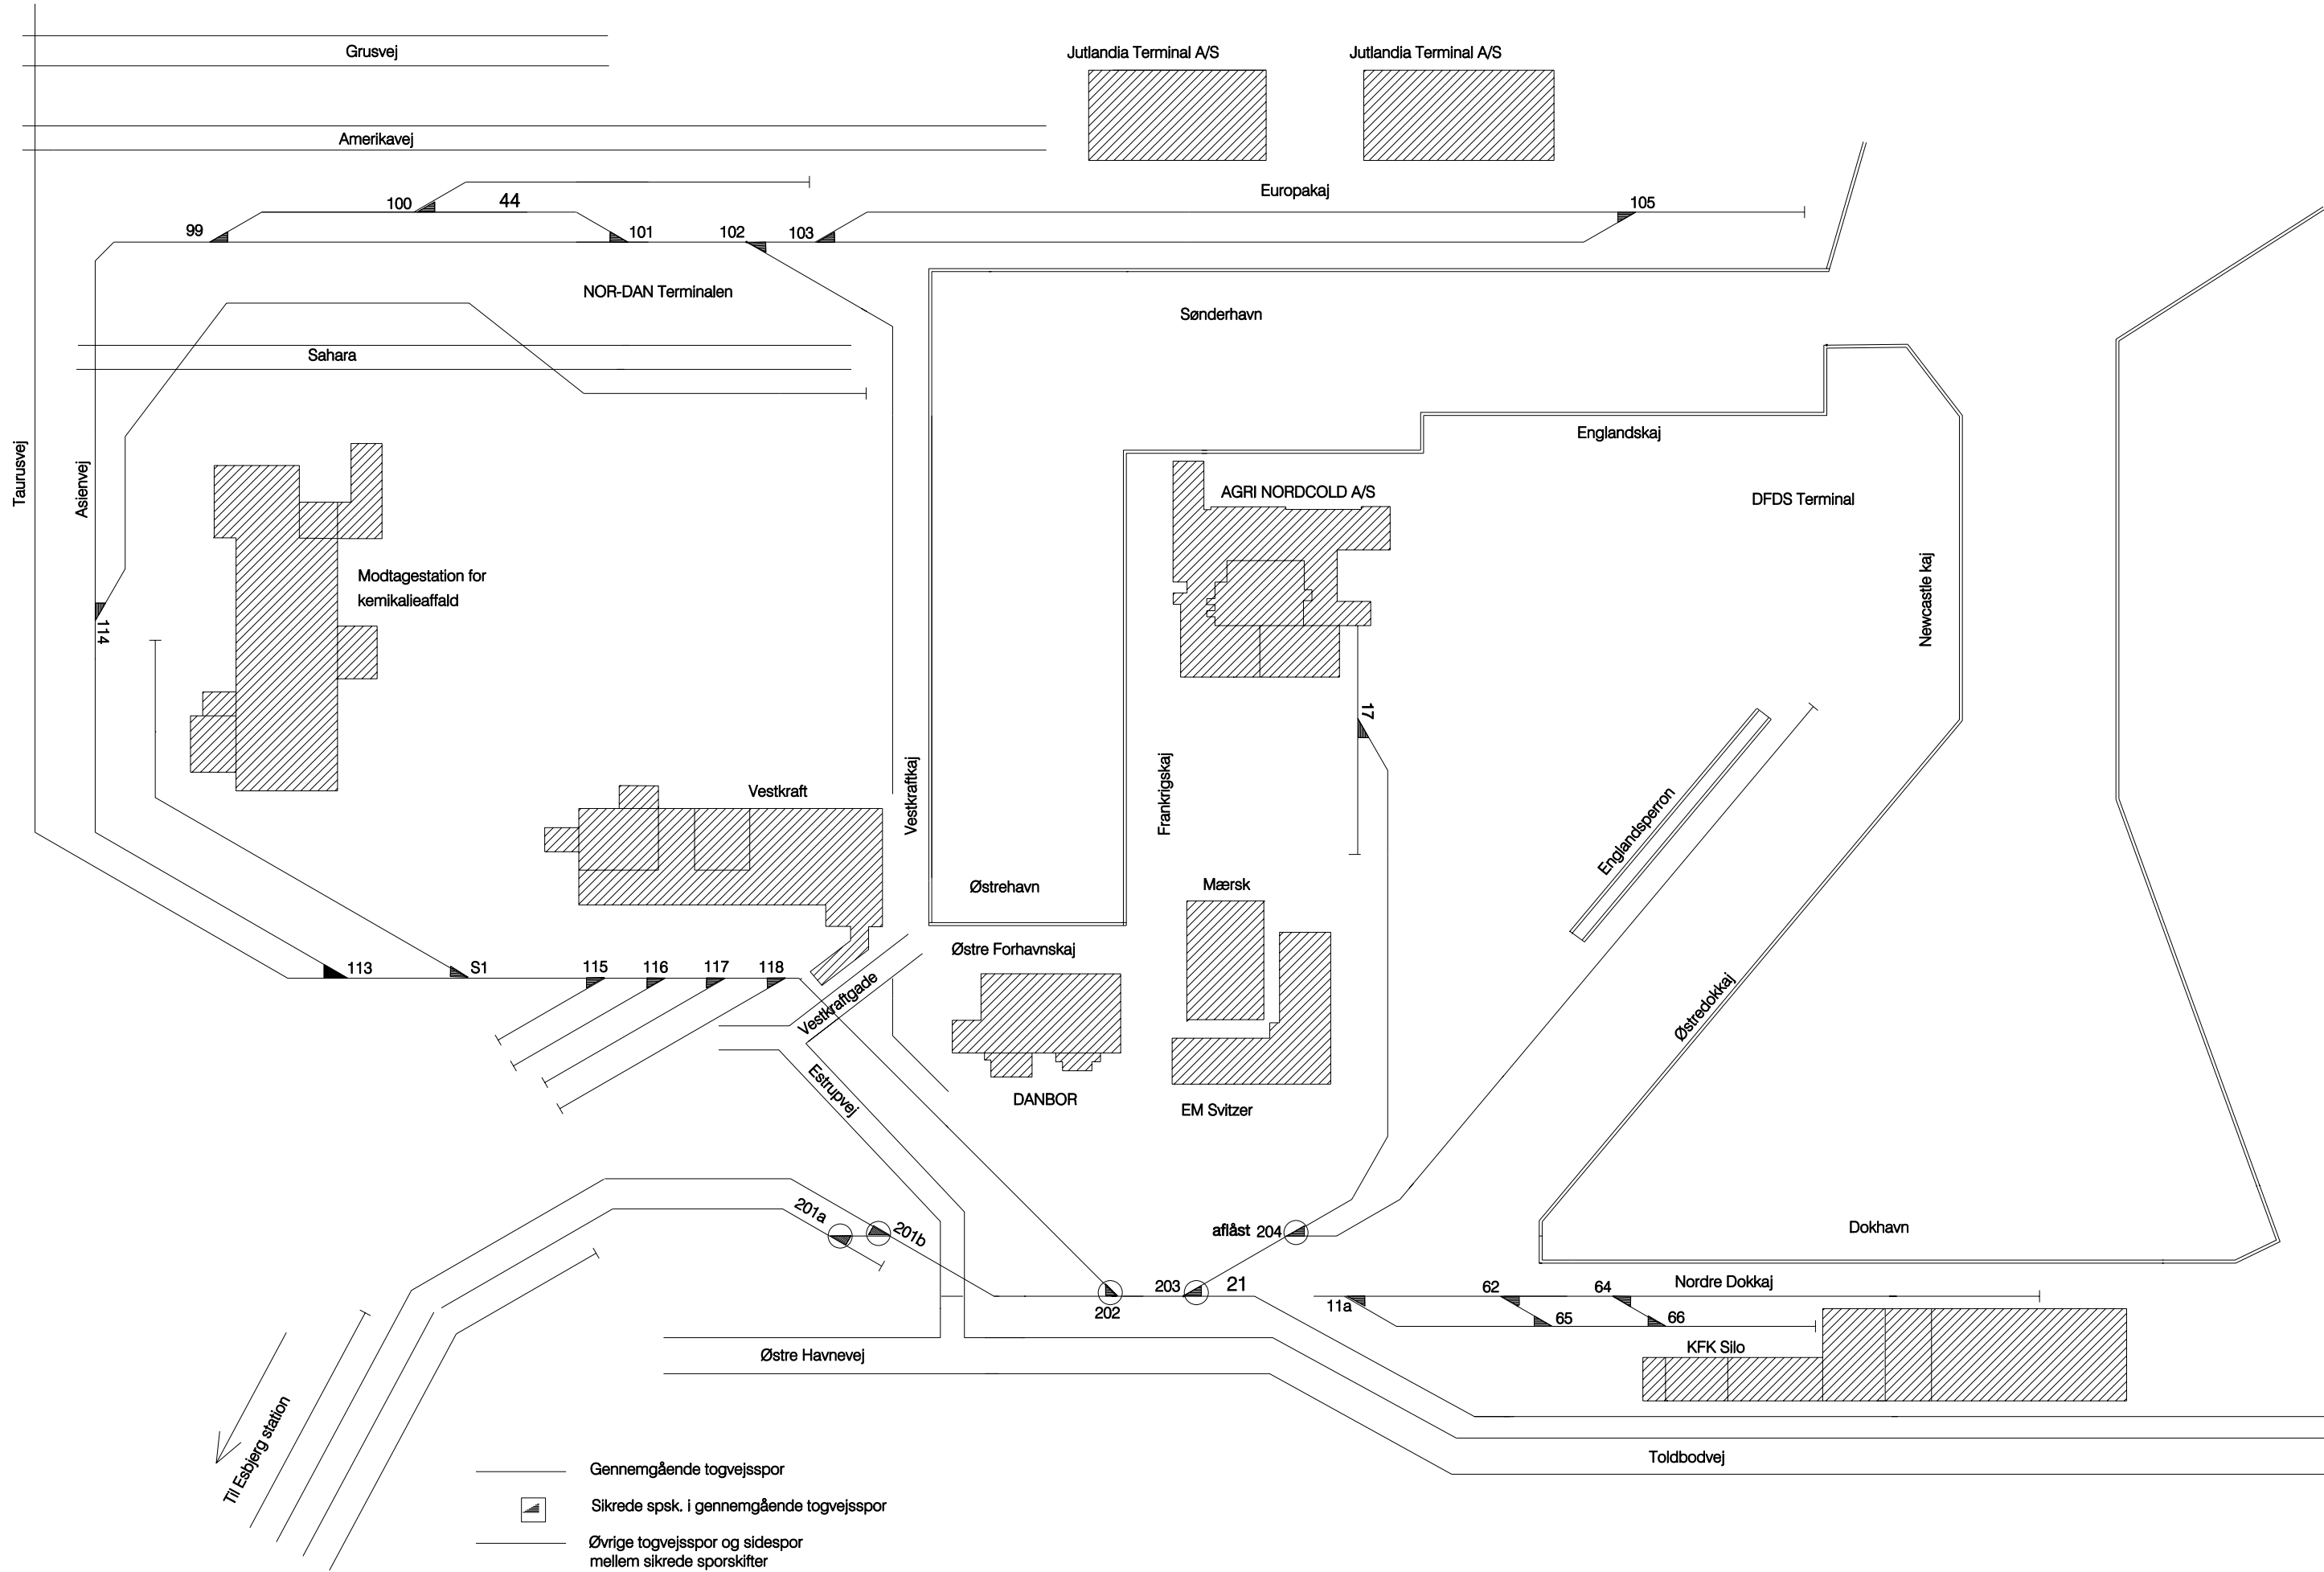 Grusvej
Jutlandia Terminal A/S
Jutlandia Terminal A/S
Amerikavej
Europakaj
100
44
105
99
101
102
103
NOR-DAN Terminalen
Sønderhavn
Sahara
Englandskaj
Taurusvej
Asienvej
AGRI NORDCOLD A/S
DFDS Terminal
Modtagestation for
kemikalieaffald
114
Newcastle kaj
17
Vestkraft
Vestkraftkaj
Frankrigskaj
Englandsperron
Østrehavn
Mærsk
Østre Forhavnskaj
113
S1
115
116
117
118
Vestkraftgade
Østredokkaj
Estrupvej
DANBOR
EM Svitzer
201a
201b
aflåst 204
Dokhavn
203
21
202
Nordre Dokkaj
11a
62
64
65
66
KFK Silo
Østre Havnevej
Til Esbjerg station
Toldbodvej
Gennemgående togvejsspor
Sikrede spsk. i gennemgående togvejsspor
Øvrige togvejsspor og sidespor
mellem sikrede sporskifter